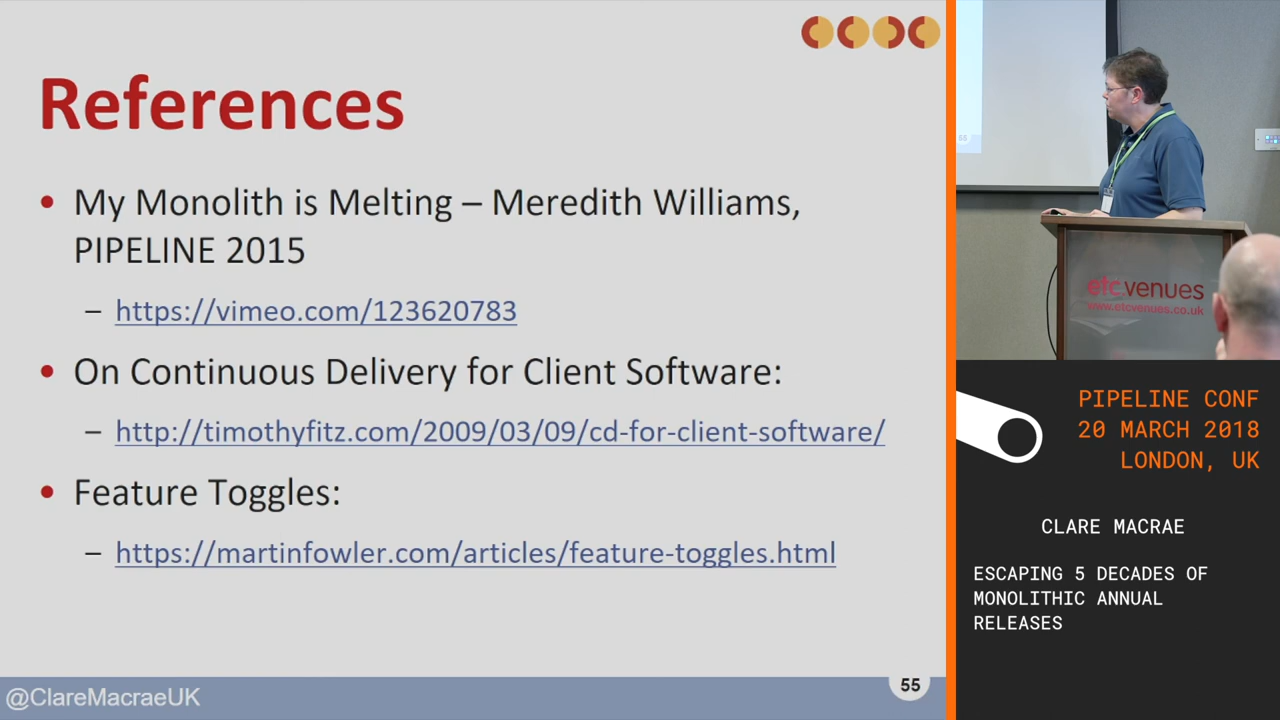 References
• My Monolith is Melting – Meredith Williams,
PIPELINE 2015
– https://vimeo.com/123620783
• On Continuous Delivery for Client Software:
– http://timothyfitz.com/2009/03/09/cd-for-client-software/
• Feature Toggles:
– https://martinfowler.com/articles/feature-toggles.html
@ClareMacraeUK
55
55
etc venues
www.etcvenues.co.uk
PIPELINE CONF
20 MARCH 2018
LONDON, UK
CLARE MACRAE
ESCAPING 5 DECADES OF
MONOLITHIC ANNUAL
RELEASES